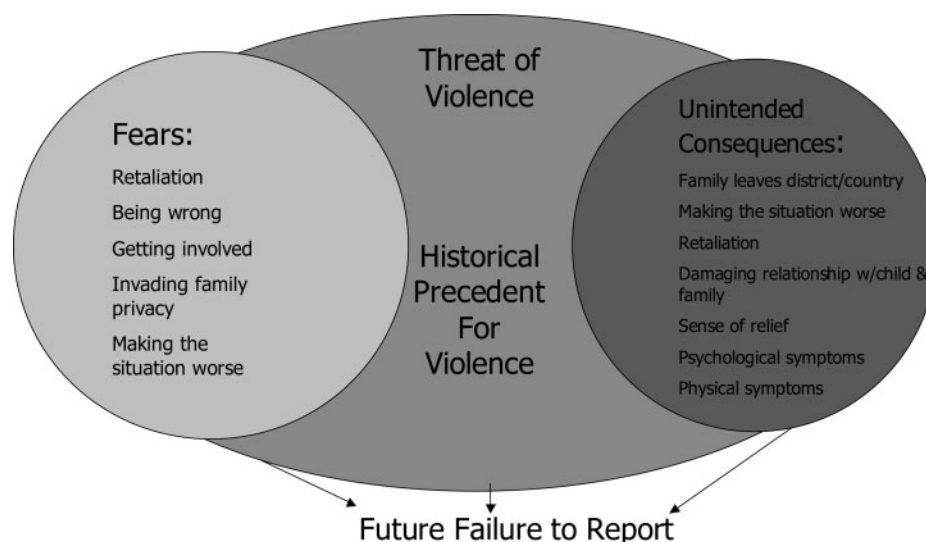 Threat of
Violence
Fears:
Retaliation
Being wrong
Getting involved
Invading family
privacy
Making the
situation worse
Historical
Precedent
For
Violence
Unintended
Consequences:
Family leaves district/country
Making the situation worse
Retaliation
Damaging relationship w/child &
family
Sense of relief
Psychological symptoms
Physical symptoms
Future Failure to Report